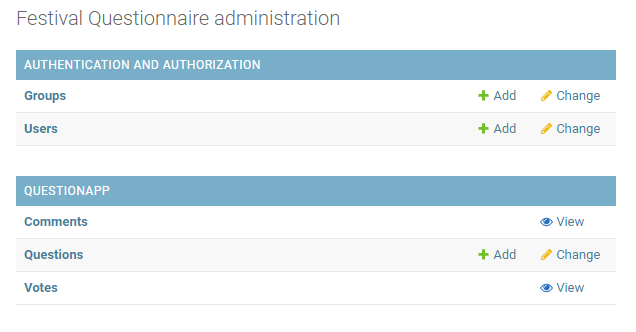 Festival Questionnaire administration
AUTHENTICATION AND AUTHORIZATION
Groups Add Change
Users Add Change
QUESTIONAPP
Comments View
Questions Add Change
Votes View